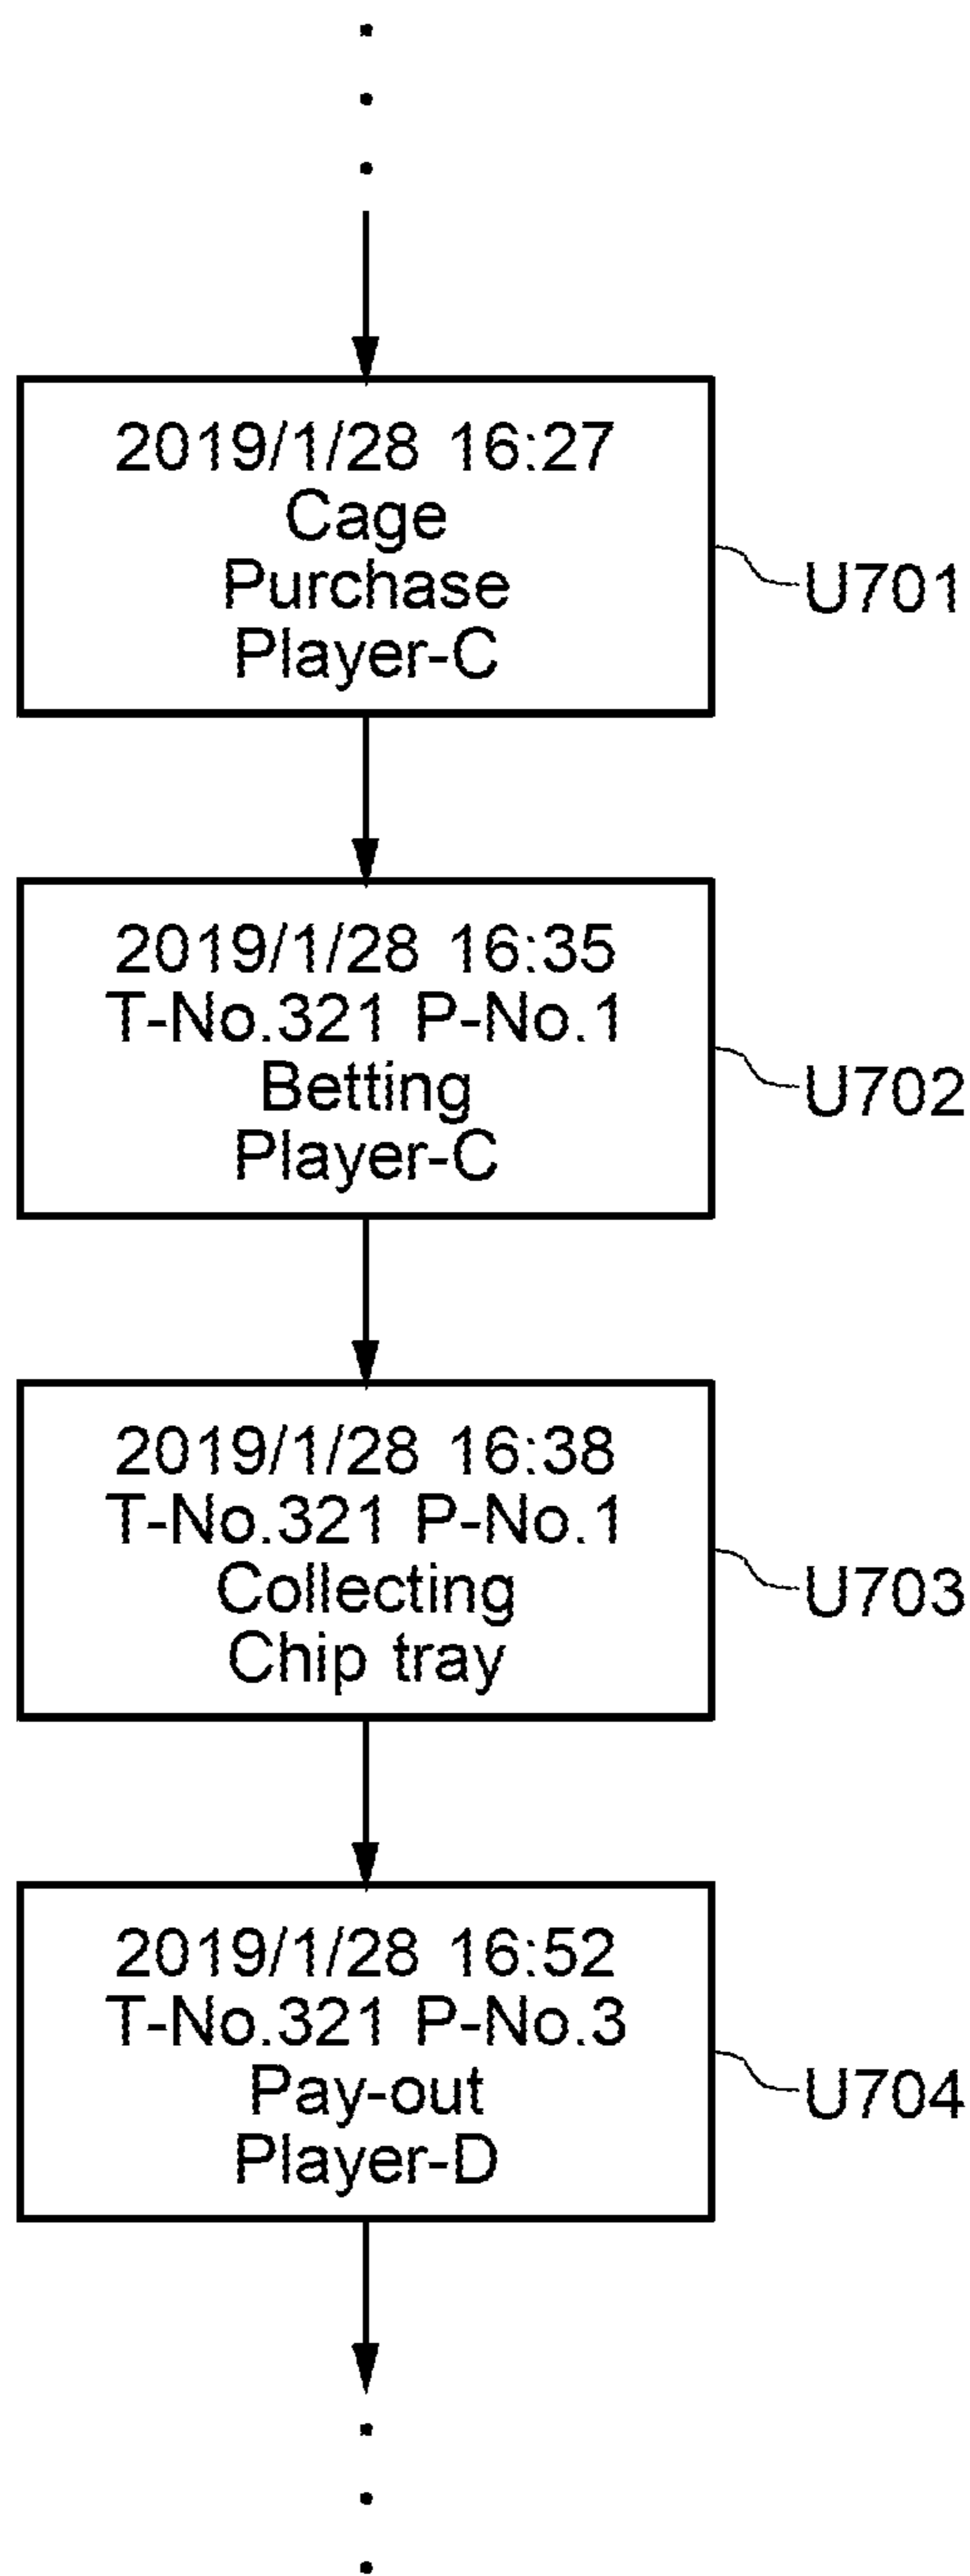 2019/1/28 16:27
Cage
Purchase
Player-C
U701
2019/1/28 16:35
T-No.321 P-No.1
Betting
Player-C
U702
2019/1/28 16:38
T-No.321 P-No.1
Collecting
Chip tray
U703
2019/1/28 16:52
T-No.321 P-No.3
Pay-out
Player-D
U704